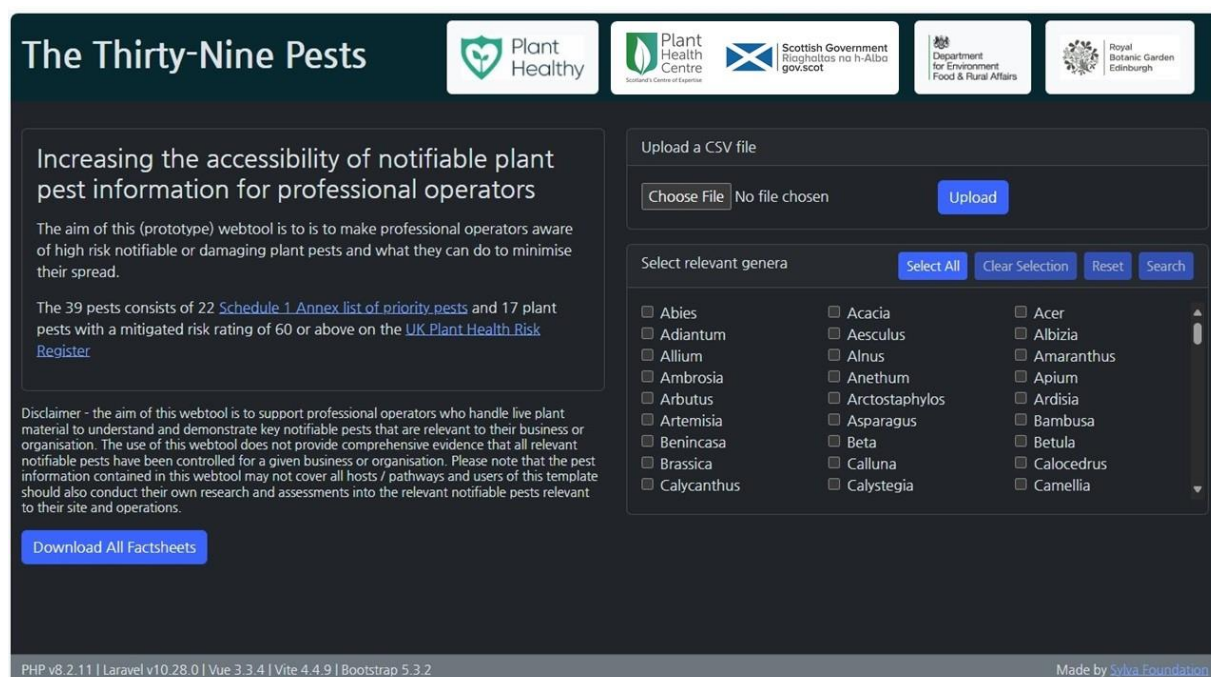 The Thirty-Nine Pests
Plant
Healthy
Plant
Health
Centre
Scotland's Centre of Expertise
Scottish Government
Riaghaltas na h-Alba
gov.scot
Department
for Environment
Food & Rural Affairs
Royal
Botanic Garden
Edinburgh
Increasing the accessibility of notifiable plant
pest information for professional operators
The aim of this (prototype) webtool is to is to make professional operators aware
of high risk notifiable or damaging plant pests and what they can do to minimise
their spread.
The 39 pests consists of 22 Schedule 1 Annex list of priority pests and 17 plant
pests with a mitigated risk rating of 60 or above on the UK Plant Health Risk
Register
Disclaimer - the aim of this webtool is to support professional operators who handle live plant
material to understand and demonstrate key notifiable pests that are relevant to their business or
organisation. The use of this webtool does not provide comprehensive evidence that all relevant
notifiable pests have been controlled for a given business or organisation. Please note that the pest
information contained in this webtool may not cover all hosts / pathways and users of this template
should also conduct their own research and assessments into the relevant notifiable pests relevant
to their site and operations.
Download All Factsheets
Upload a CSV file
Choose File No file chosen Upload
Select relevant genera Select All Clear Selection Reset Search
Abies Acacia Acer
Adiantum Aesculus Albizia
Allium Alnus Amaranthus
Ambrosia Anethum Apium
Arbutus Arctostaphylos Ardisia
Artemisia Asparagus Bambusa
Benincasa Beta Betula
Brassica Calluna Calocedrus
Calycanthus Calystegia Camellia
PHP v8.2.11 | Laravel v10.28.0 | Vue 3.3.4 | Vite 4.4.9 | Bootstrap 5.3.2 Made by Sylva Foundation